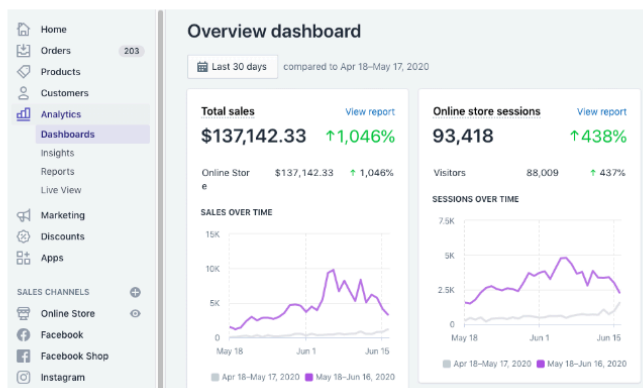 Home
Orders 203
Products
Customers
Analytics
Dashboards
Insights
Reports
Live View
Marketing
Discounts
Apps
SALES CHANNELS
Online Store
Facebook
Facebook Shop
Instagram
Overview dashboard
Last 30 days compared to Apr 18–May 17, 2020
Total sales View report
$137,142.33 ↑1,046%
Online Stor $137,142.33 ↑ 1,046%
e
SALES OVER TIME
15K
10K
5K
0
May 18 Jun 1 Jun 15
Apr 18–May 17, 2020 May 18–Jun 16, 2020
Online store sessions View report
93,418 ↑438%
Visitors 88,009 ↑ 437%
SESSIONS OVER TIME
7.5K
5K
2.5K
0
May 18 Jun 1 Jun 15
Apr 18–May 17, 2020 May 18–Jun 16, 2020